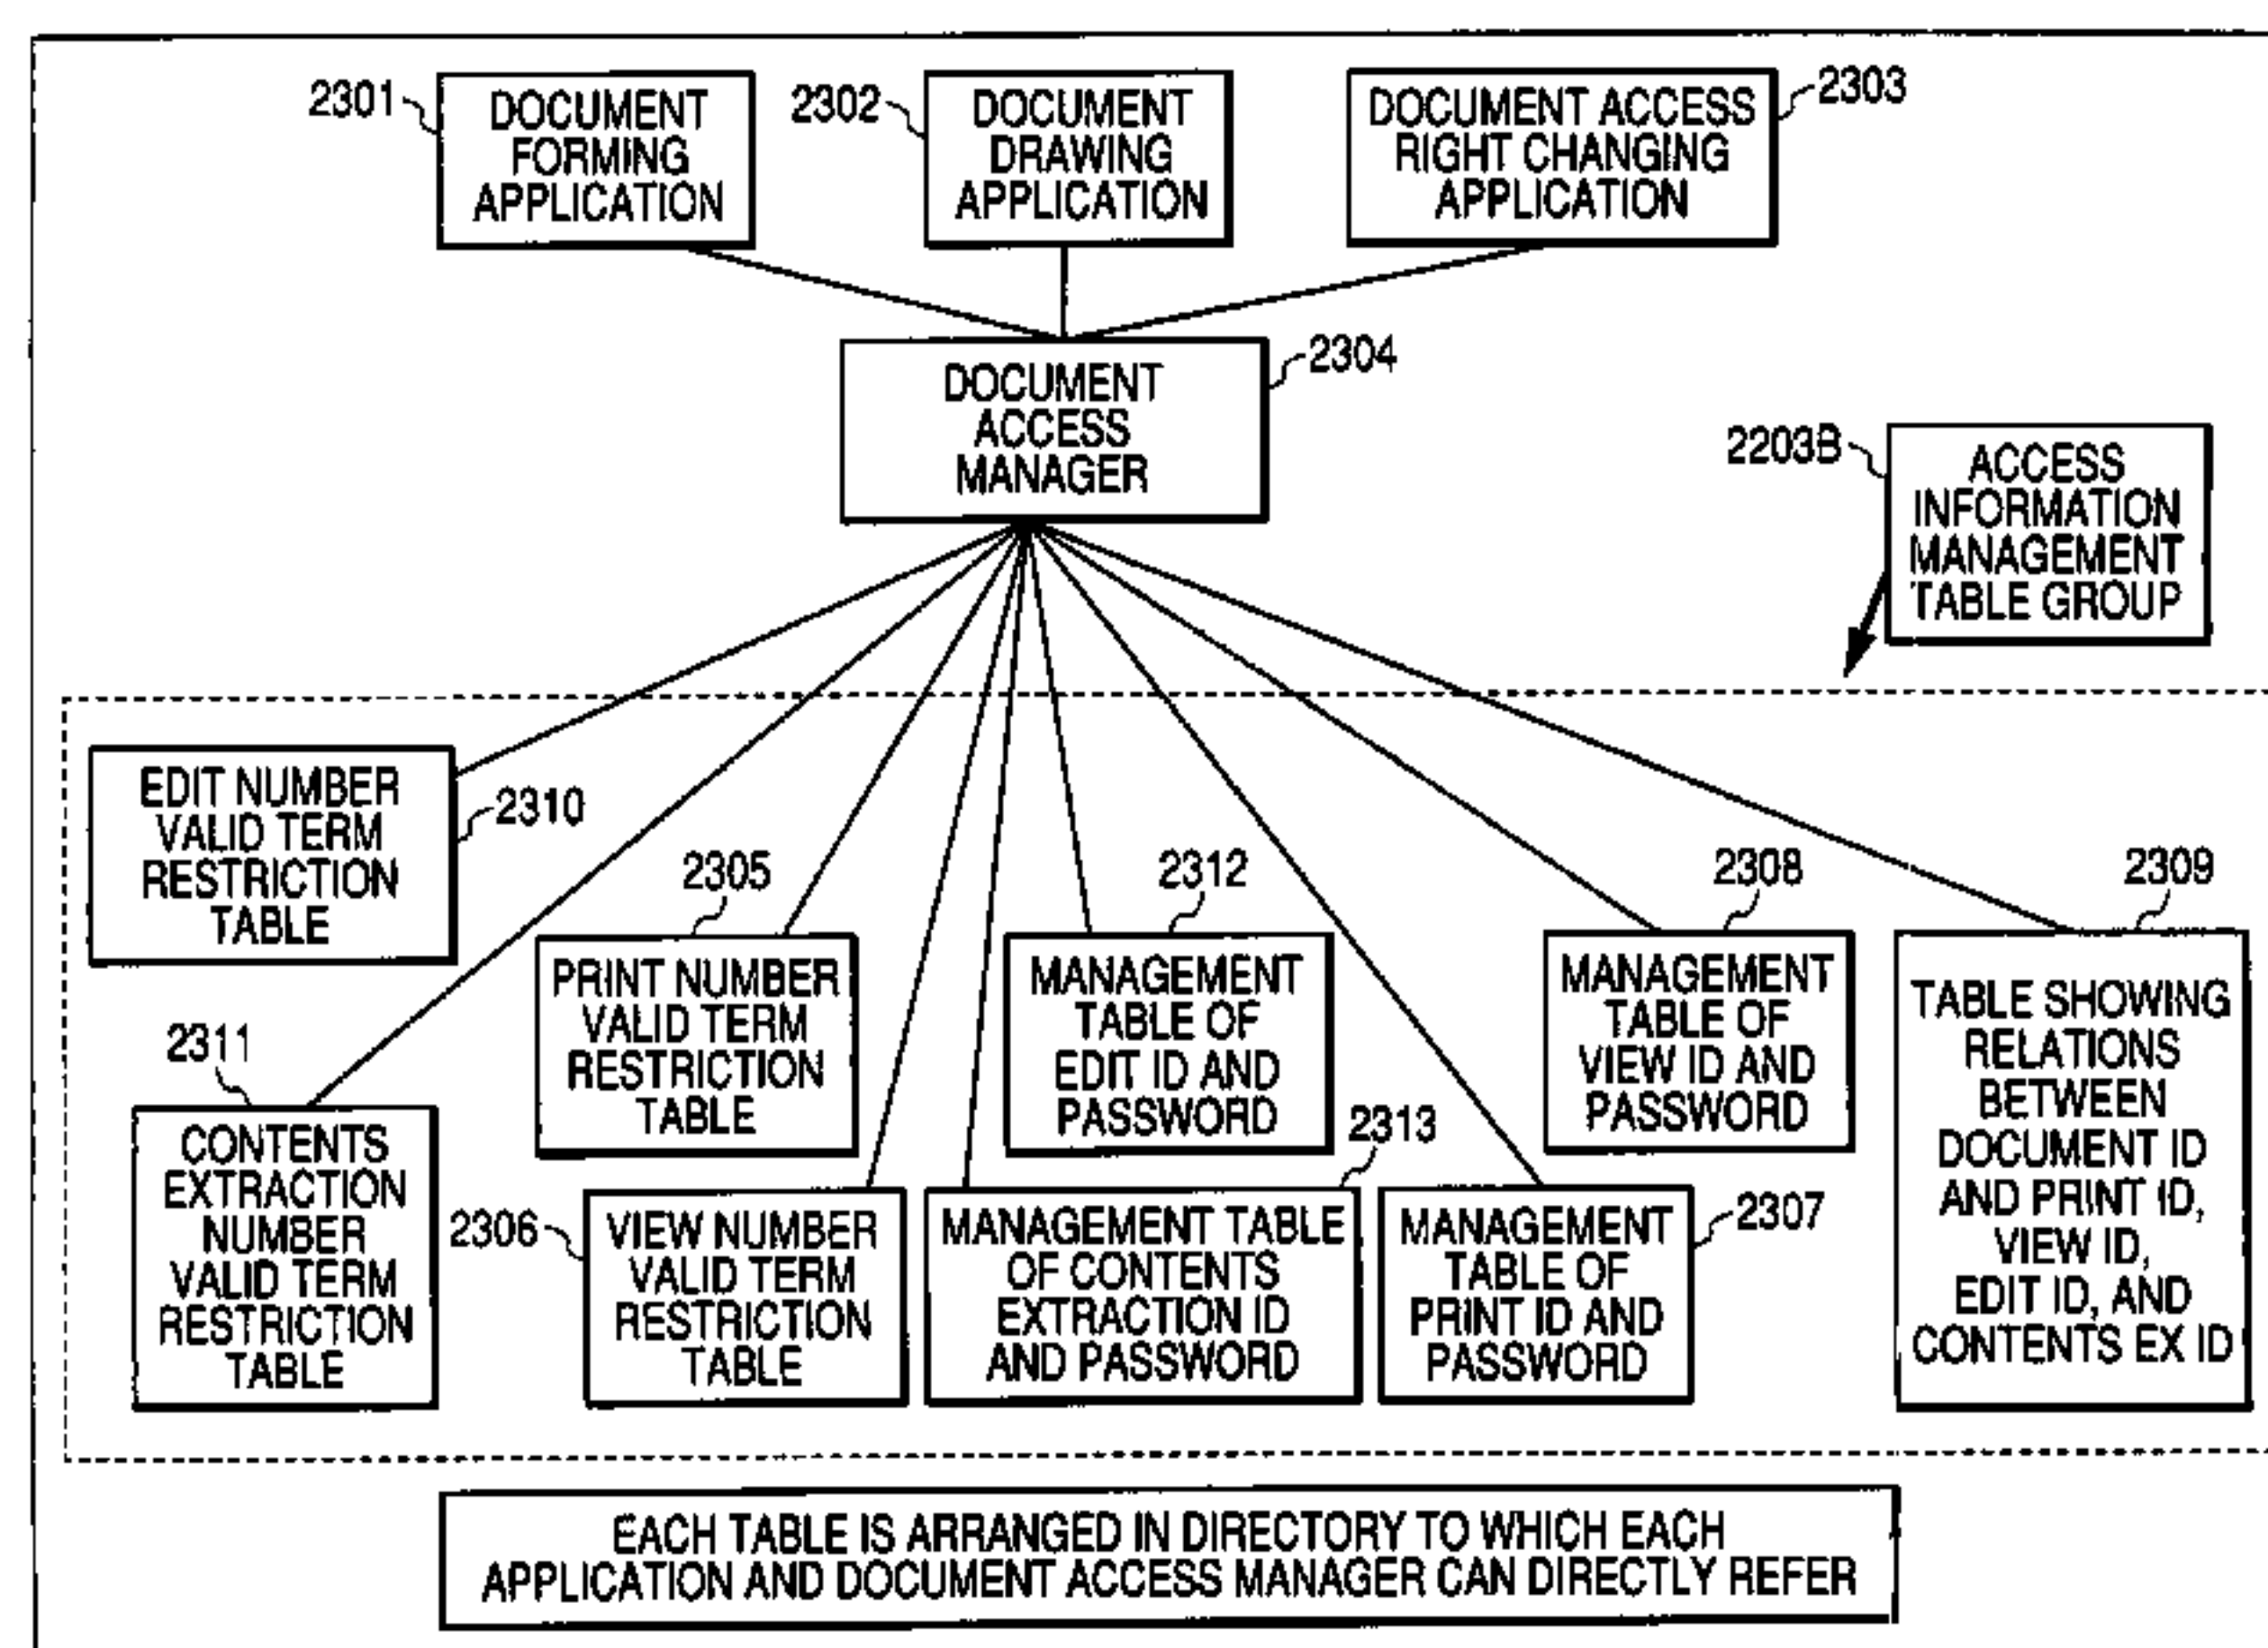 2301
DOCUMENT
FORMING
APPLICATION
2302
DOCUMENT
DRAWING
APPLICATION
2303
DOCUMENT ACCESS
RIGHT CHANGING
APPLICATION
2304
DOCUMENT
ACCESS
MANAGER
2203B
ACCESS
INFORMATION
MANAGEMENT
TABLE GROUP
EDIT NUMBER
VALID TERM
RESTRICTION
TABLE
2310
2305
PRINT NUMBER
VALID TERM
RESTRICTION
TABLE
2312
MANAGEMENT
TABLE OF
EDIT ID AND
PASSWORD
2308
MANAGEMENT
TABLE OF
VIEW ID AND
PASSWORD
2309
TABLE SHOWING
RELATIONS
BETWEEN
DOCUMENT ID
AND PRINT ID,
VIEW ID,
EDIT ID, AND
CONTENTS EX ID
2311
CONTENTS
EXTRACTION
NUMBER
VALID TERM
RESTRICTION
TABLE
2306
VIEW NUMBER
VALID TERM
RESTRICTION
TABLE
2313
MANAGEMENT TABLE
OF CONTENTS
EXTRACTION ID
AND PASSWORD
2307
MANAGEMENT
TABLE OF
PRINT ID AND
PASSWORD
EACH TABLE IS ARRANGED IN DIRECTORY TO WHICH EACH
APPLICATION AND DOCUMENT ACCESS MANAGER CAN DIRECTLY REFER